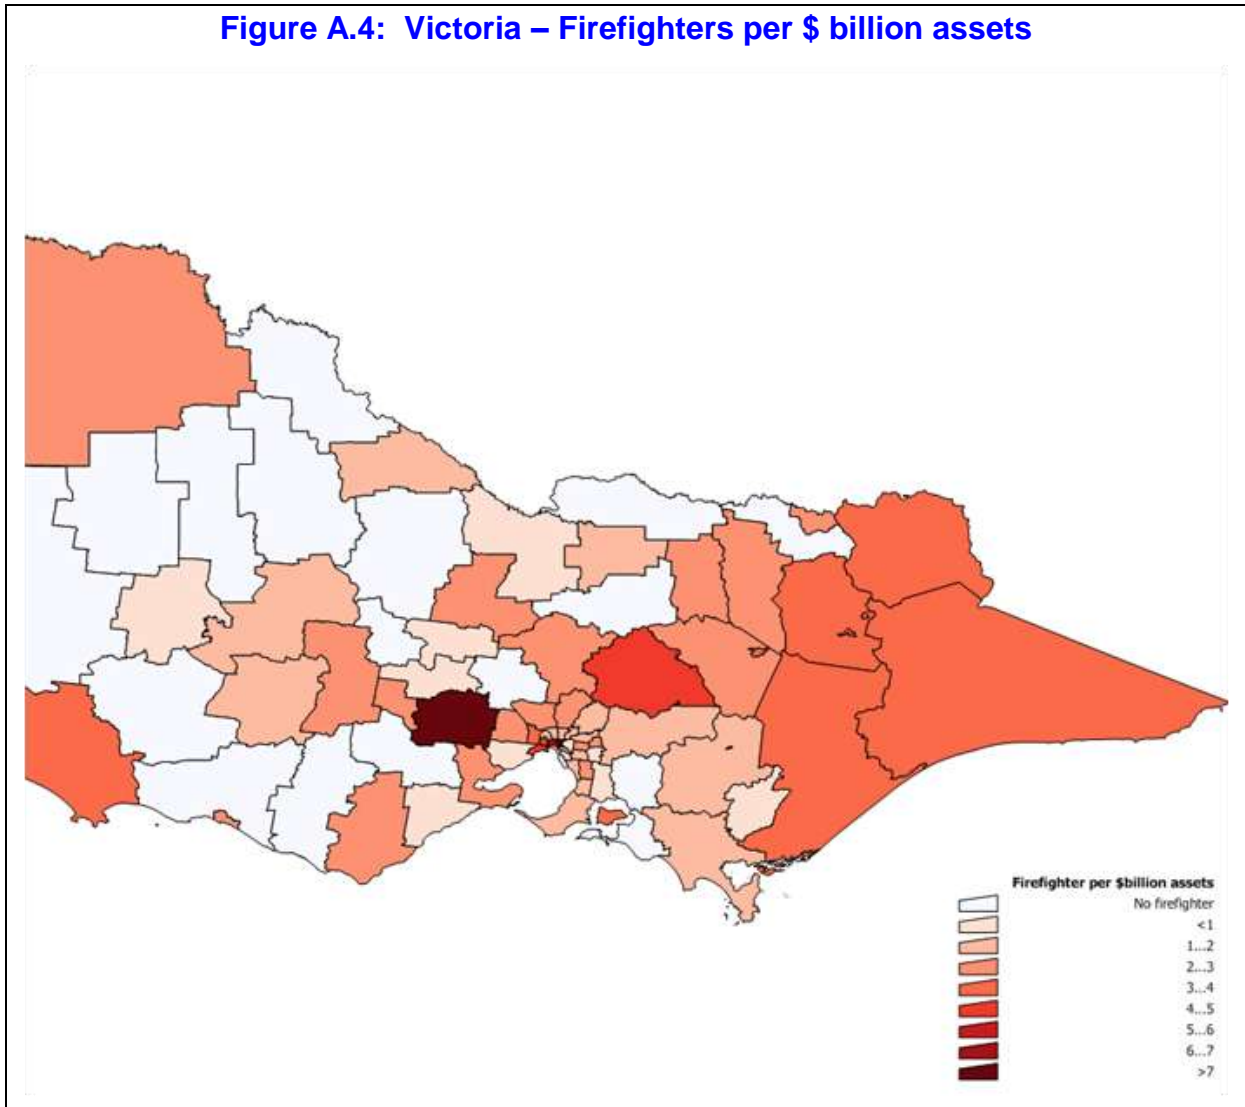 Figure A.4: Victoria – Firefighters per $ billion assets
Firefighter per $billion assets
No firefighter
<1
1...2
2...3
3...4
4...5
5...6
6...7
>7